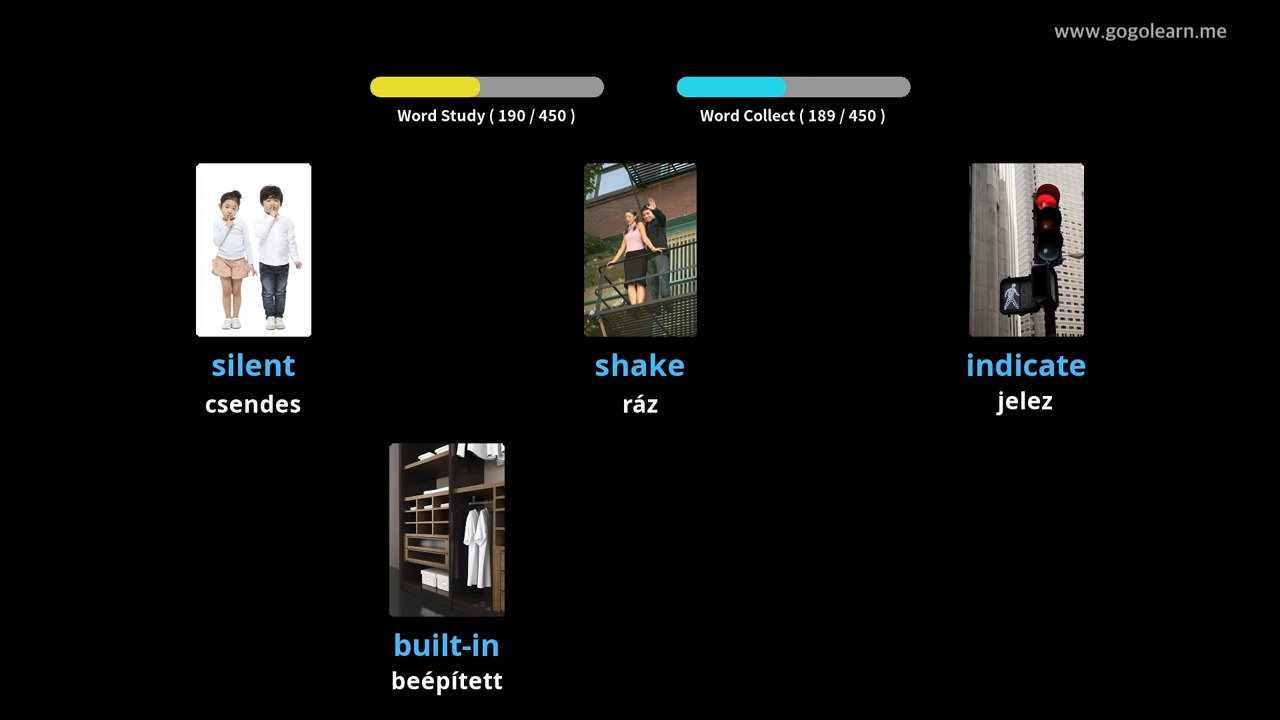 www.gogolearn.me
Word Study ( 190 / 450 )
Word Collect ( 189 / 450 )
silent
csendes
shake
ráz
indicate
jelez
built-in
beépített